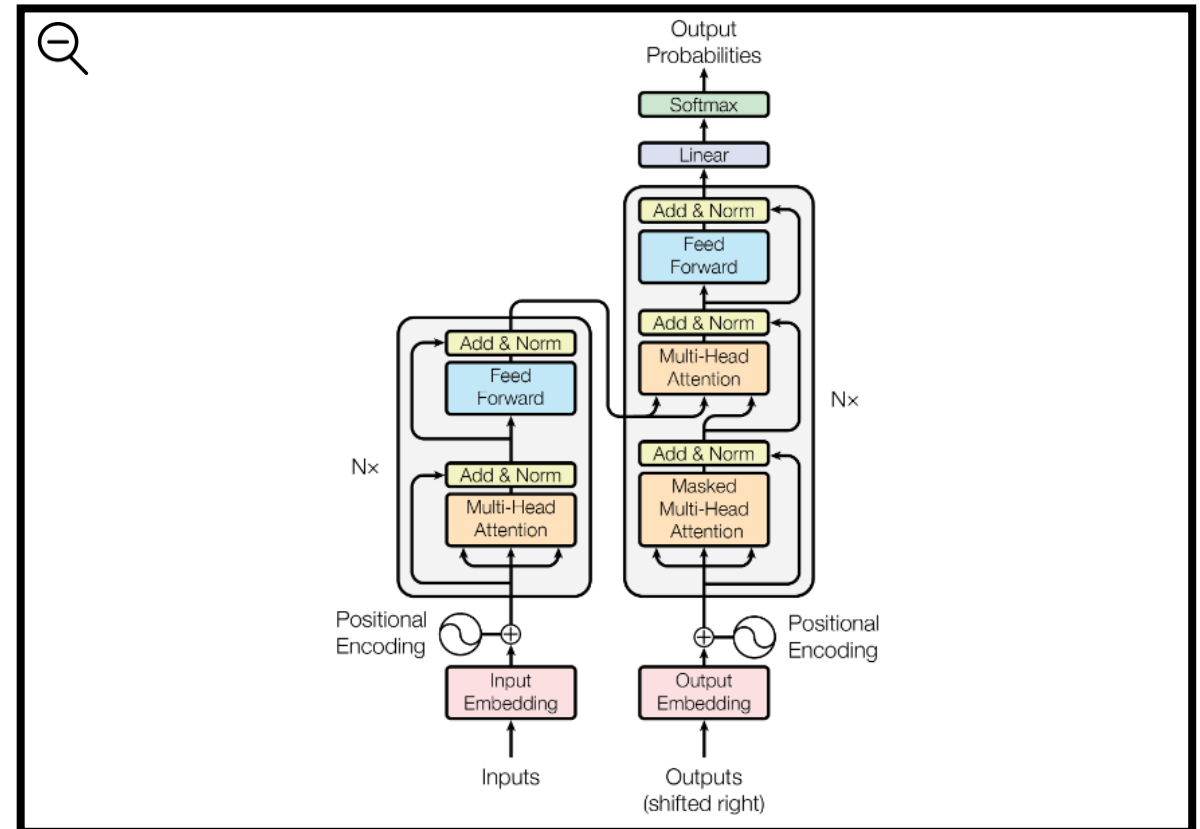 Output
Probabilities
Softmax
Linear
Add & Norm
Feed
Forward
Add & Norm
Multi-Head
Attention
Add & Norm
Masked
Multi-Head
Attention
Nx
Add & Norm
Feed
Forward
Add & Norm
Multi-Head
Attention
Nx
Positional
Encoding
Positional
Encoding
Input
Embedding
Output
Embedding
Inputs
Outputs
(shifted right)